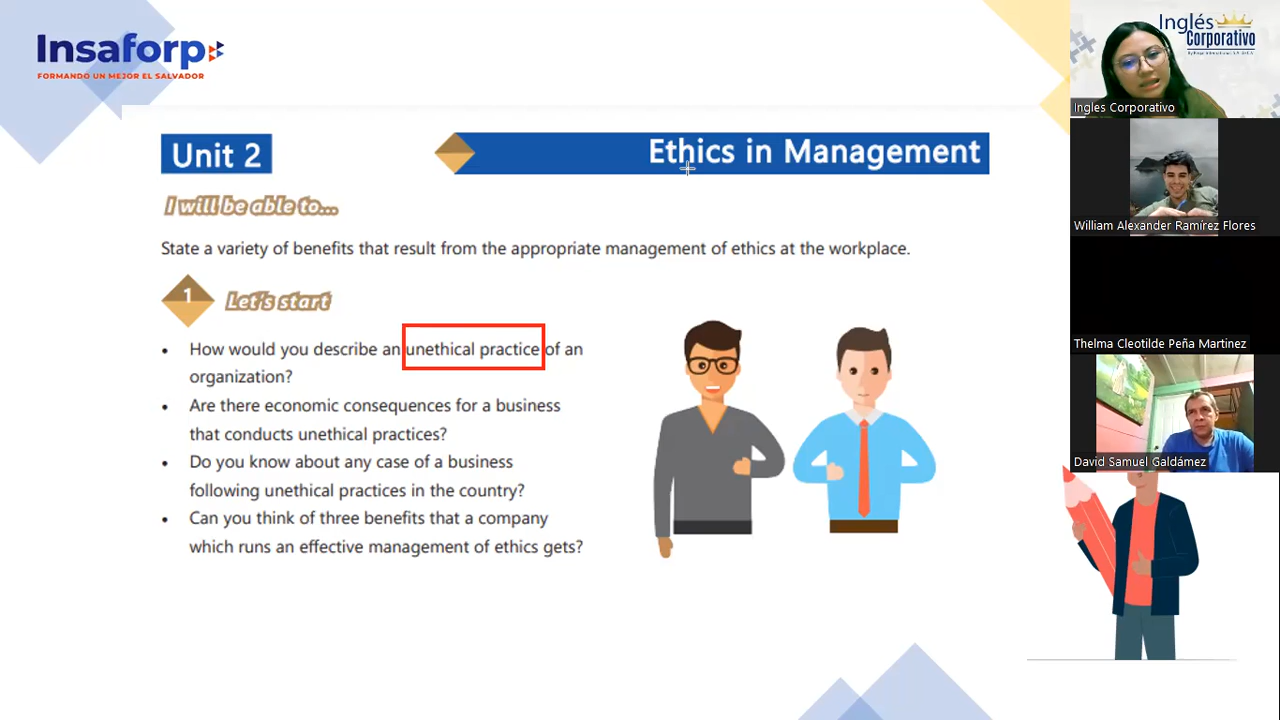 Insaforp
FORMANDO UN MEJOR EL SALVADOR
Unit 2
Ethics in Management
I will be able to...
State a variety of benefits that result from the appropriate management of ethics at the workplace.
1
Let's start
• How would you describe an unethical practice of an
organization?
• Are there economic consequences for a business
that conducts unethical practices?
• Do you know about any case of a business
following unethical practices in the country?
• Can you think of three benefits that a company
which runs an effective management of ethics gets?
Inglés
Corporativo
Ingles Corporativo
William Alexander Ramírez Flores
Thelma Cleotilde Peña Martinez
David Samuel Galdámez